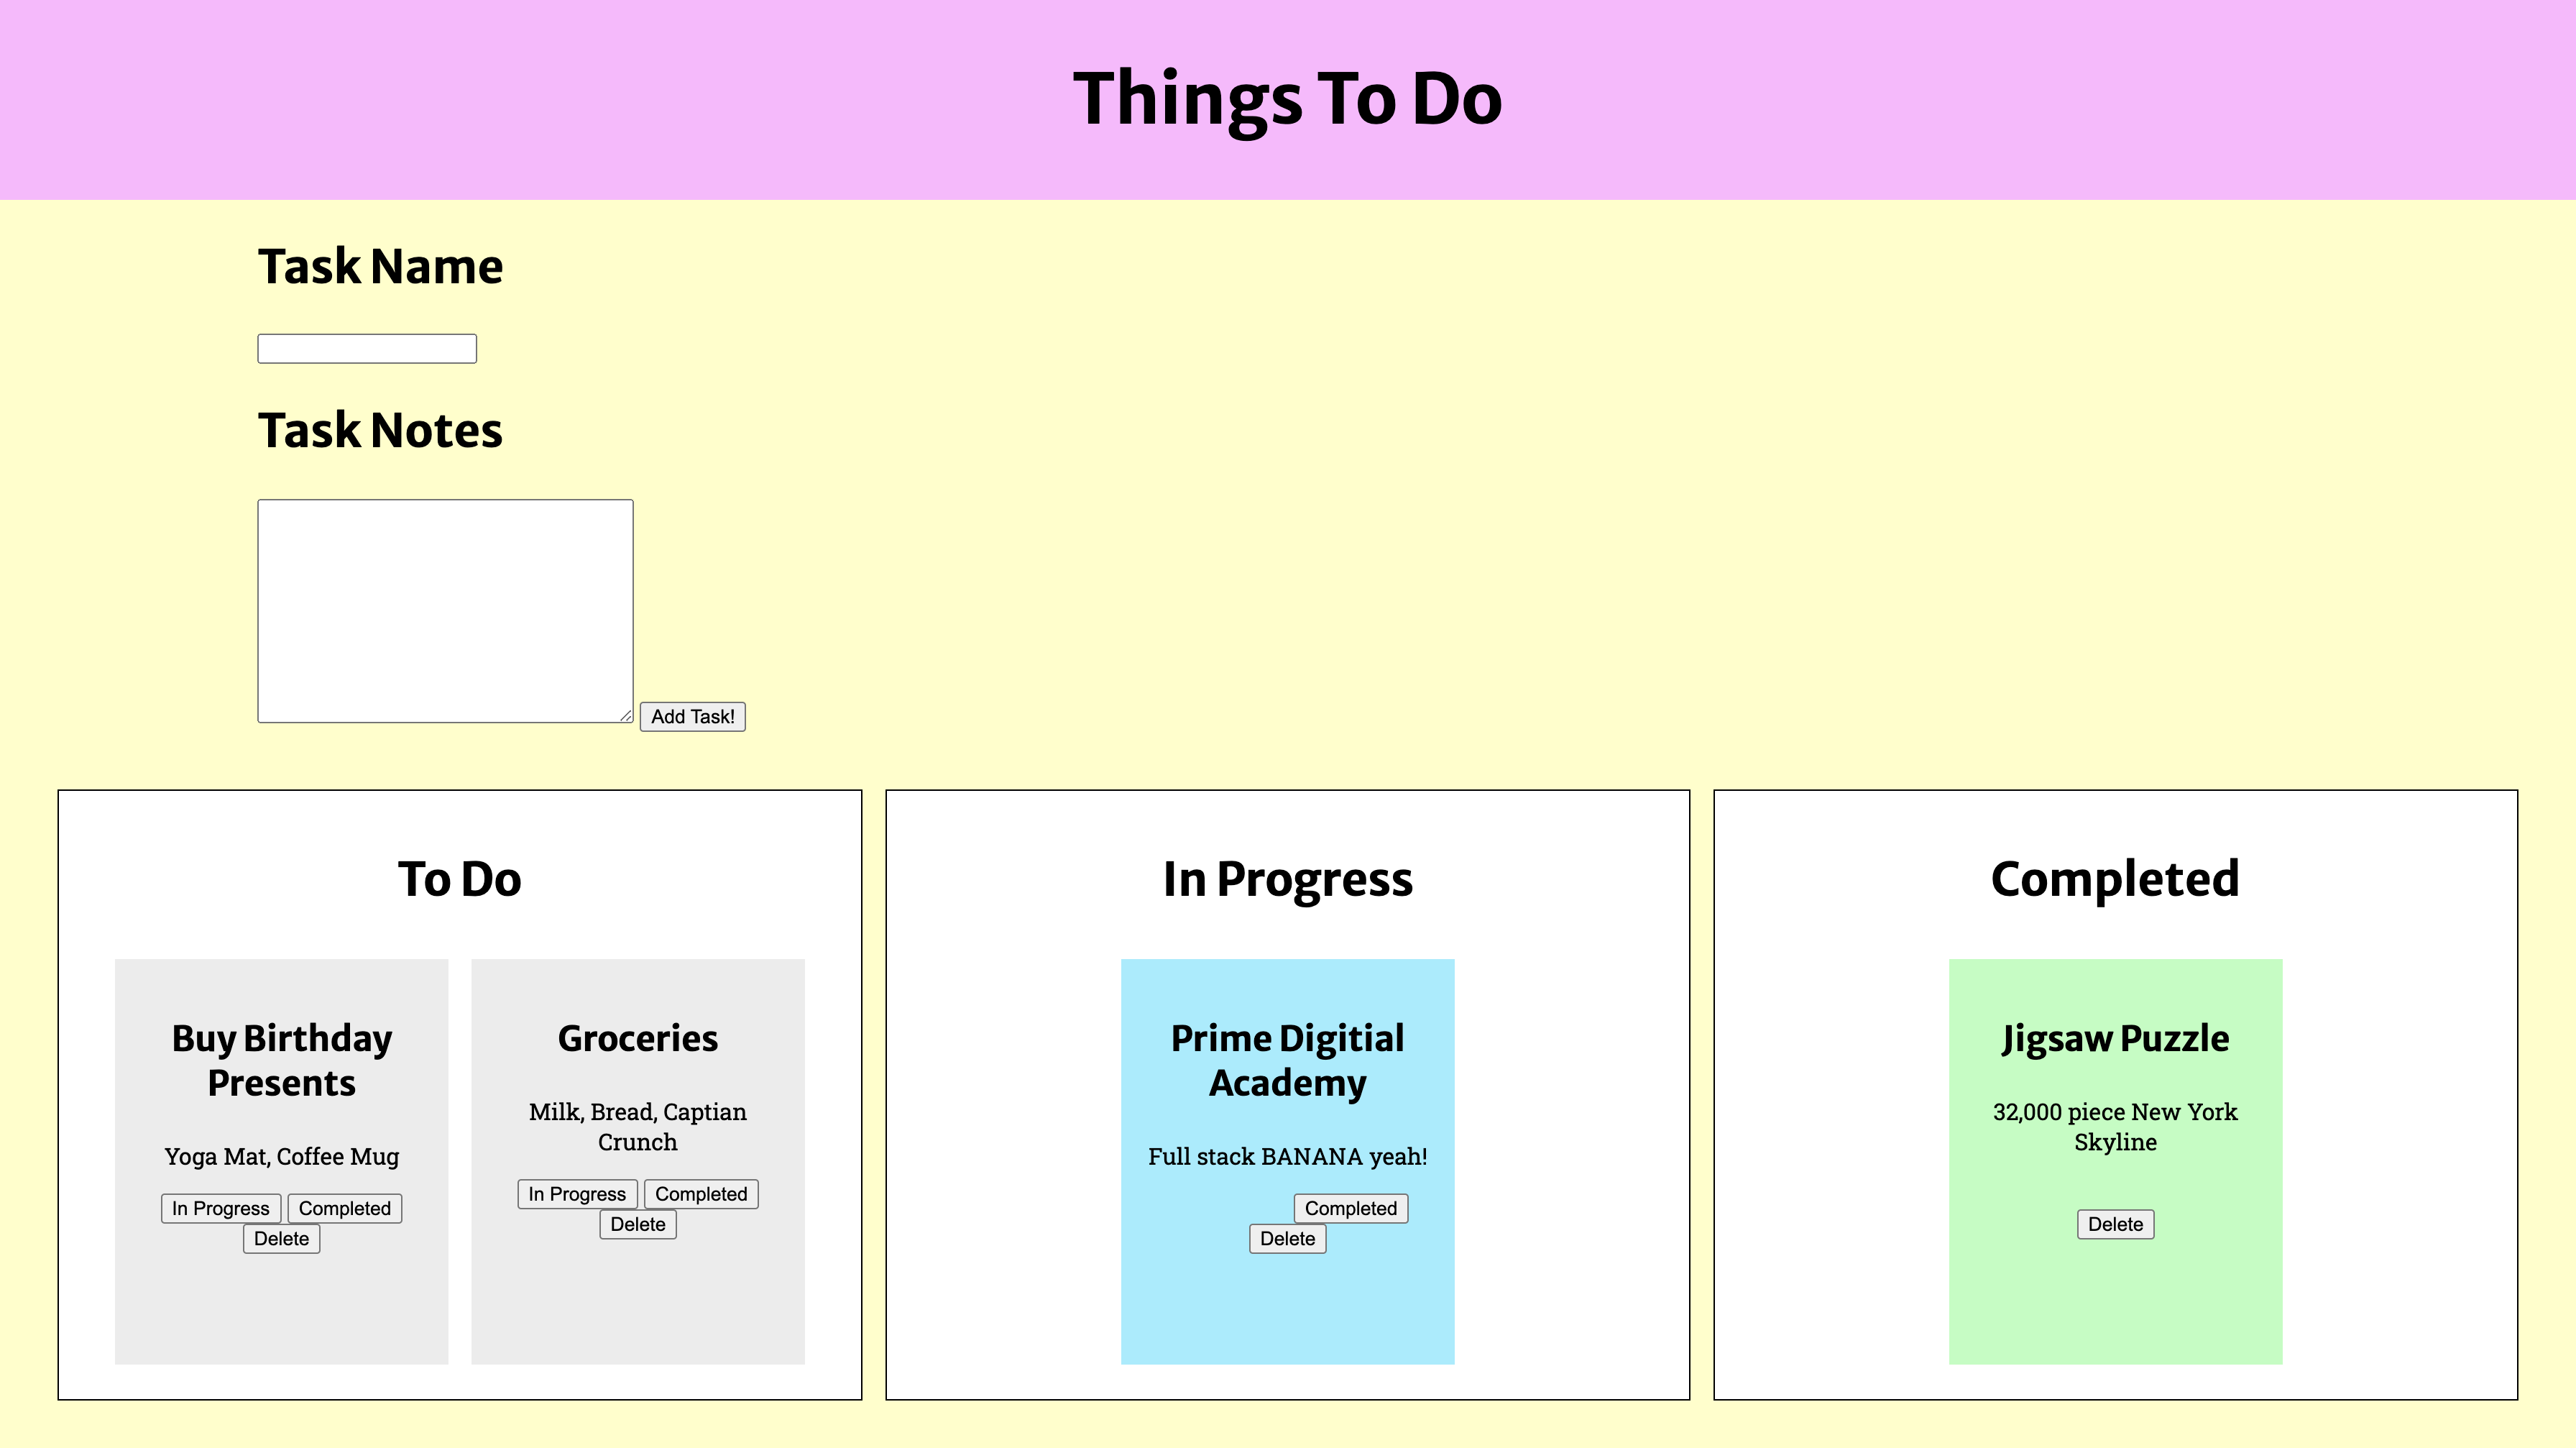 Things To Do
Task Name
Task Notes
Add Task!
To Do
Buy Birthday
Presents
Yoga Mat, Coffee Mug
In Progress Completed
Delete
Groceries
Milk, Bread, Captian
Crunch
In Progress Completed
Delete
In Progress
Prime Digitial
Academy
Full stack BANANA yeah!
Completed
Delete
Completed
Jigsaw Puzzle
32,000 piece New York
Skyline
Delete